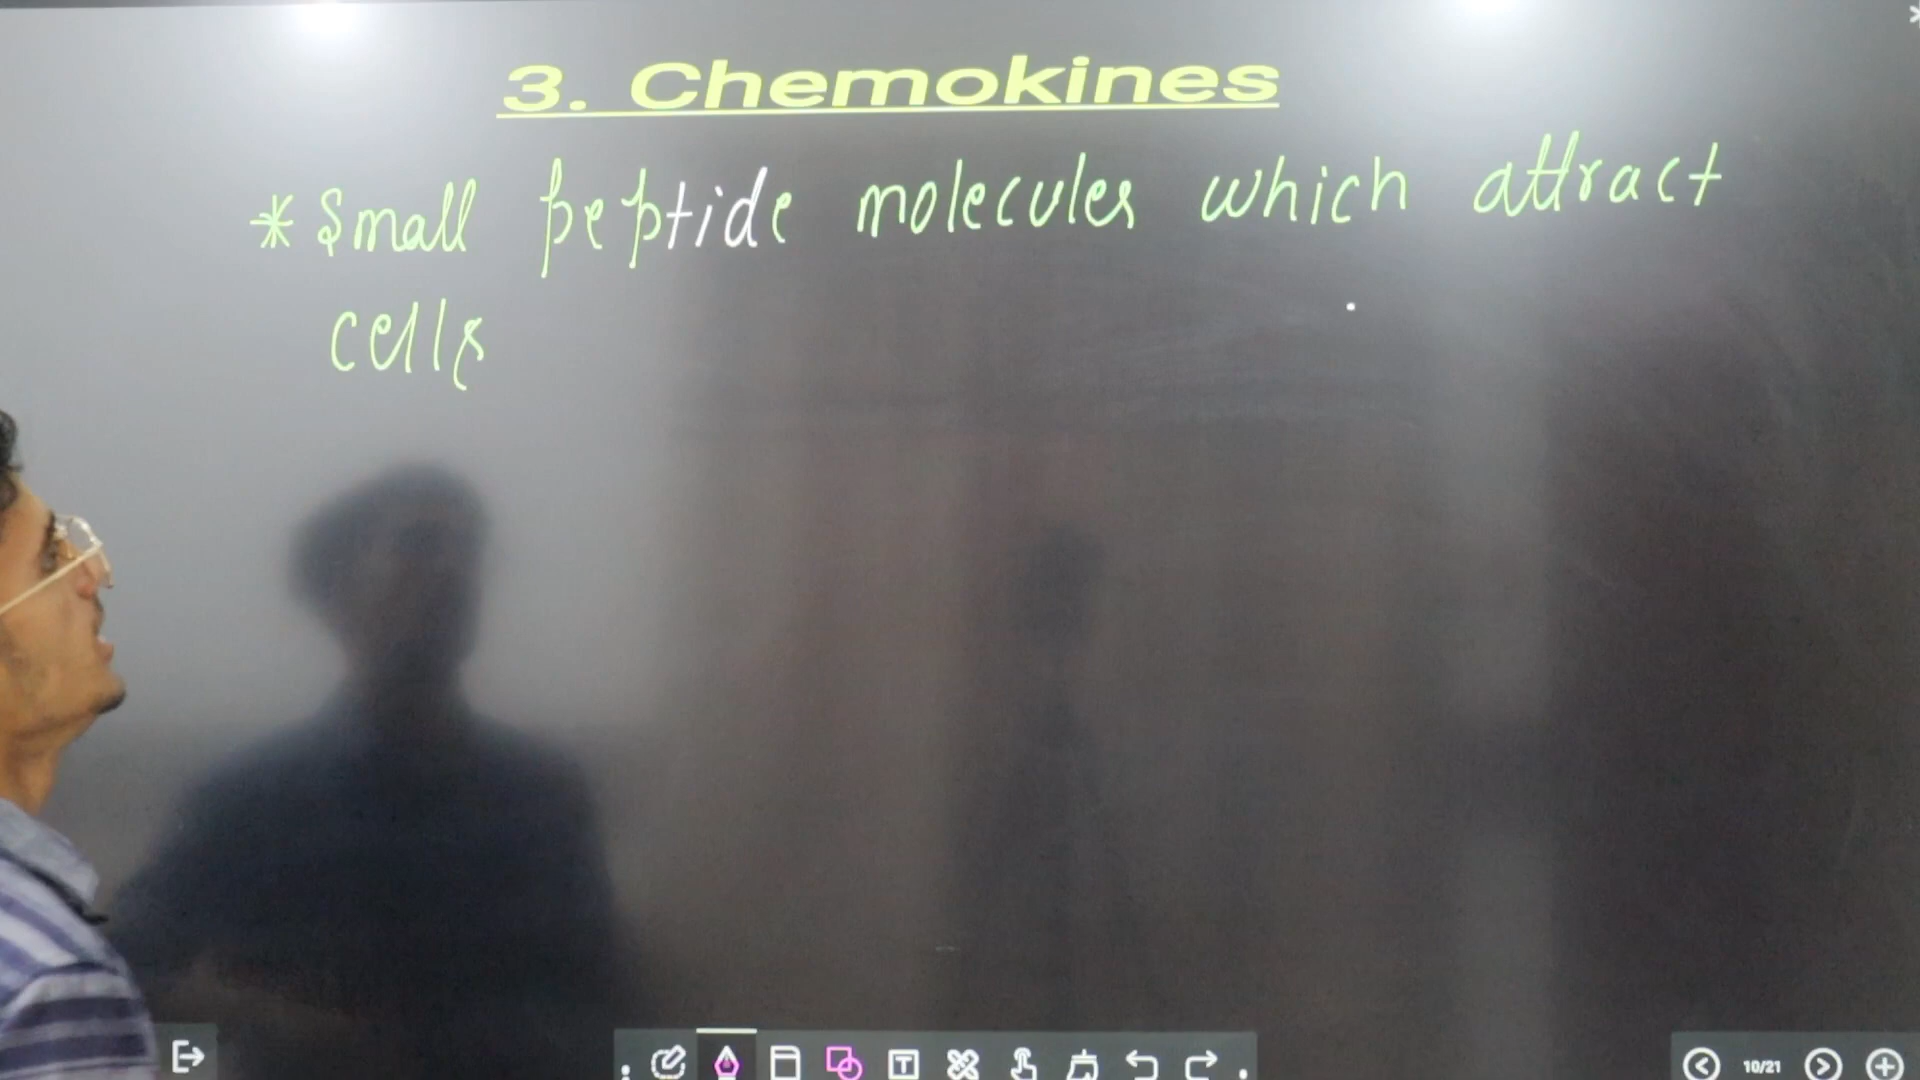 3. Chemokines
* Small peptide molecules which attract
cells
10/21